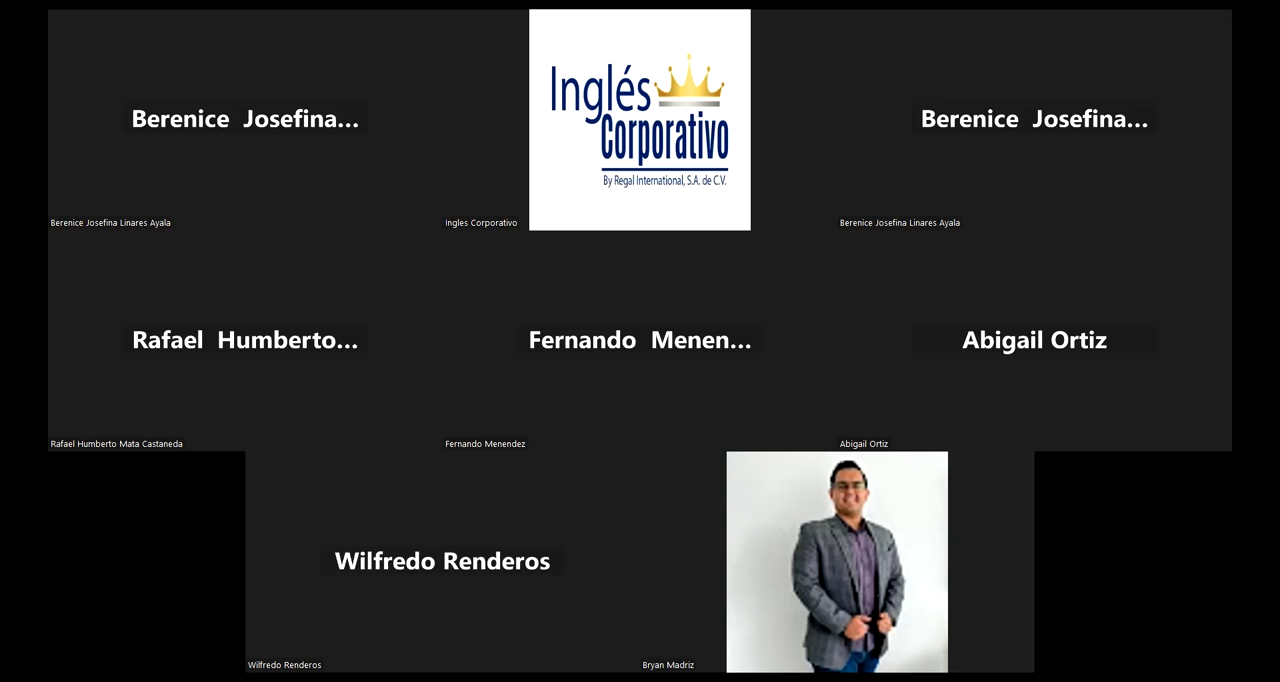 Berenice  Josefina...
Berenice Josefina Linares Ayala
Inglés
Corporativo
By Regal International, S.A. de C.V.
Ingles Corporativo
Berenice  Josefina...
Berenice Josefina Linares Ayala
Rafael  Humberto...
Rafael Humberto Mata Castaneda
Fernando  Menen...
Fernando Menendez
Abigail Ortiz
Abigail Ortiz
Wilfredo Renderos
Wilfredo Renderos
Bryan Madriz